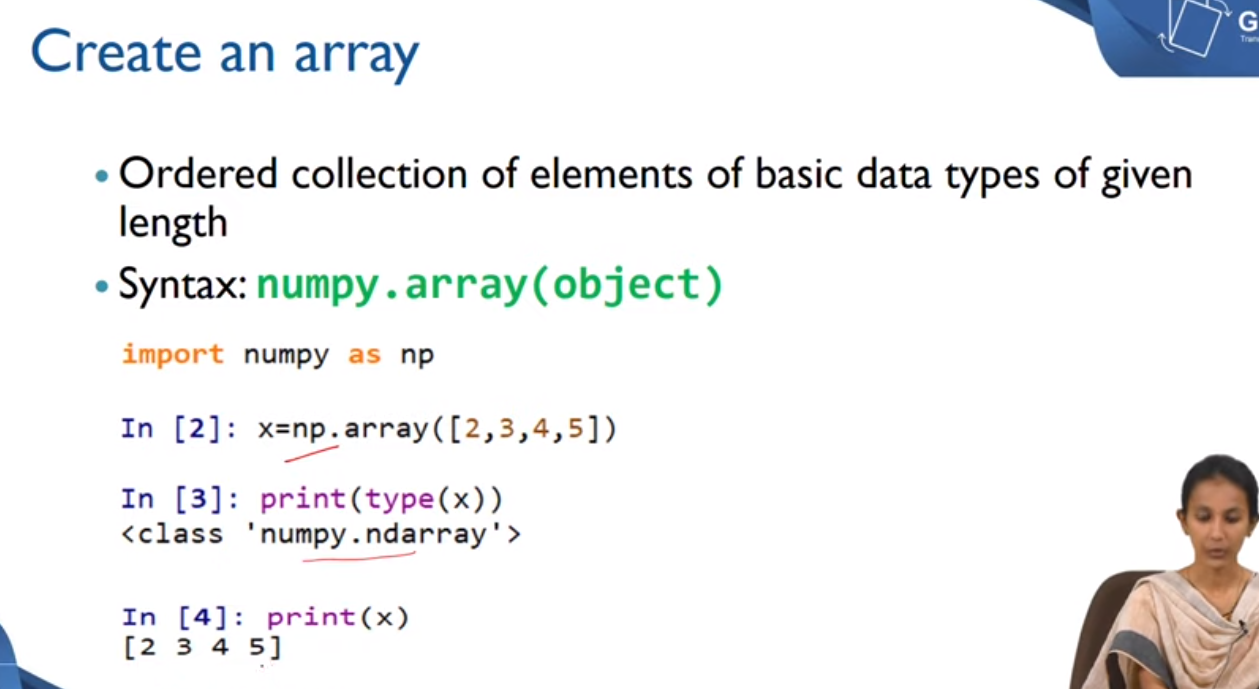 Create an array
• Ordered collection of elements of basic data types of given
length
• Syntax: numpy.array(object)
import numpy as np
In [2]: x=np.array([2,3,4,5])
In [3]: print(type(x))
<class 'numpy.ndarray'>
In [4]: print(x)
[2 3 4 5]
G
Tran